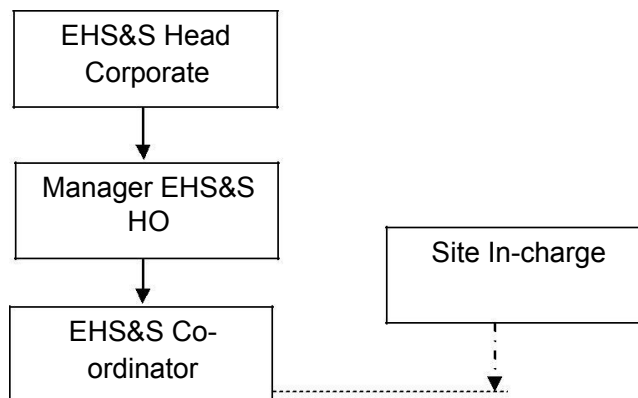 EHS&S Head
Corporate
Manager EHS&S
HO
Site In-charge
EHS&S Co-
ordinator